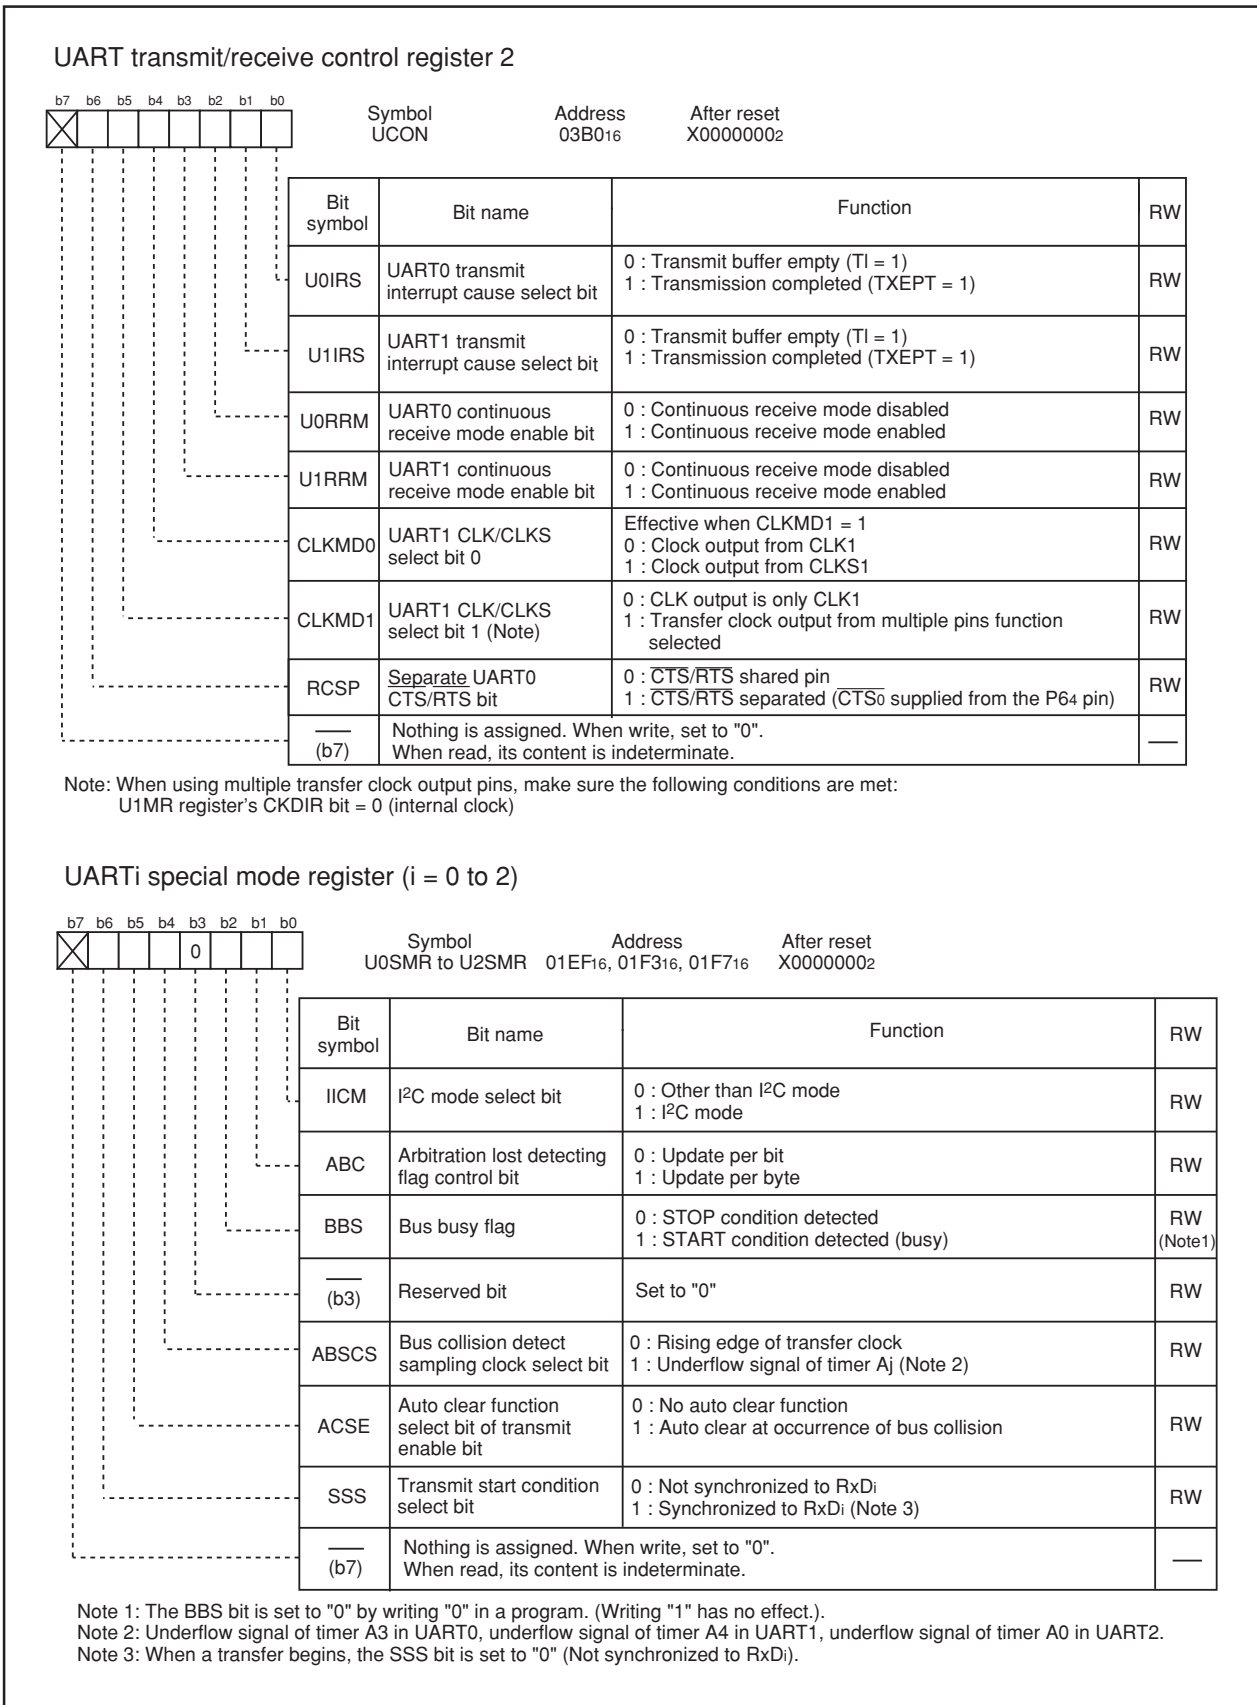 UART transmit/receive control register 2
b7 b6 b5 b4 b3 b2 b1 b0
Symbol Address After reset
UCON 03B016 X00000002
Bit symbol Bit name Function RW
U0IRS UART0 transmit interrupt cause select bit 0 : Transmit buffer empty (TI = 1) RW
1 : Transmission completed (TXEPT = 1)
U1IRS UART1 transmit interrupt cause select bit 0 : Transmit buffer empty (TI = 1) RW
1 : Transmission completed (TXEPT = 1)
U0RRM UART0 continuous receive mode enable bit 0 : Continuous receive mode disabled RW
1 : Continuous receive mode enabled
U1RRM UART1 continuous receive mode enable bit 0 : Continuous receive mode disabled RW
1 : Continuous receive mode enabled
CLKMD0 UART1 CLK/CLKS select bit 0 Effective when CLKMD1 = 1 RW
0 : Clock output from CLK1
1 : Clock output from CLKS1
CLKMD1 UART1 CLK/CLKS select bit 1 (Note) 0 : CLK output is only CLK1 RW
1 : Transfer clock output from multiple pins function
selected
RCSP Separate UART0 CTS/RTS bit 0 : CTS/RTS shared pin RW
1 : CTS/RTS separated (CTS0 supplied from the P64 pin)
(b7) Nothing is assigned. When write, set to "0".
When read, its content is indeterminate. —
Note: When using multiple transfer clock output pins, make sure the following conditions are met:
U1MR register's CKDIR bit = 0 (internal clock)
UARTi special mode register (i = 0 to 2)
b7 b6 b5 b4 b3 b2 b1 b0
0
Symbol Address After reset
U0SMR to U2SMR 01EF16, 01F316, 01F716 X00000002
Bit symbol Bit name Function RW
IICM I2C mode select bit 0 : Other than I2C mode RW
1 : I2C mode
ABC Arbitration lost detecting flag control bit 0 : Update per bit RW
1 : Update per byte
BBS Bus busy flag 0 : STOP condition detected RW (Note1)
1 : START condition detected (busy)
(b3) Reserved bit Set to "0" RW
ABSCS Bus collision detect sampling clock select bit 0 : Rising edge of transfer clock RW
1 : Underflow signal of timer Aj (Note 2)
ACSE Auto clear function select bit of transmit enable bit 0 : No auto clear function RW
1 : Auto clear at occurrence of bus collision
SSS Transmit start condition select bit 0 : Not synchronized to RxDi RW
1 : Synchronized to RxDi (Note 3)
(b7) Nothing is assigned. When write, set to "0".
When read, its content is indeterminate. —
Note 1: The BBS bit is set to "0" by writing "0" in a program. (Writing "1" has no effect.).
Note 2: Underflow signal of timer A3 in UART0, underflow signal of timer A4 in UART1, underflow signal of timer A0 in UART2.
Note 3: When a transfer begins, the SSS bit is set to "0" (Not synchronized to RxDi).